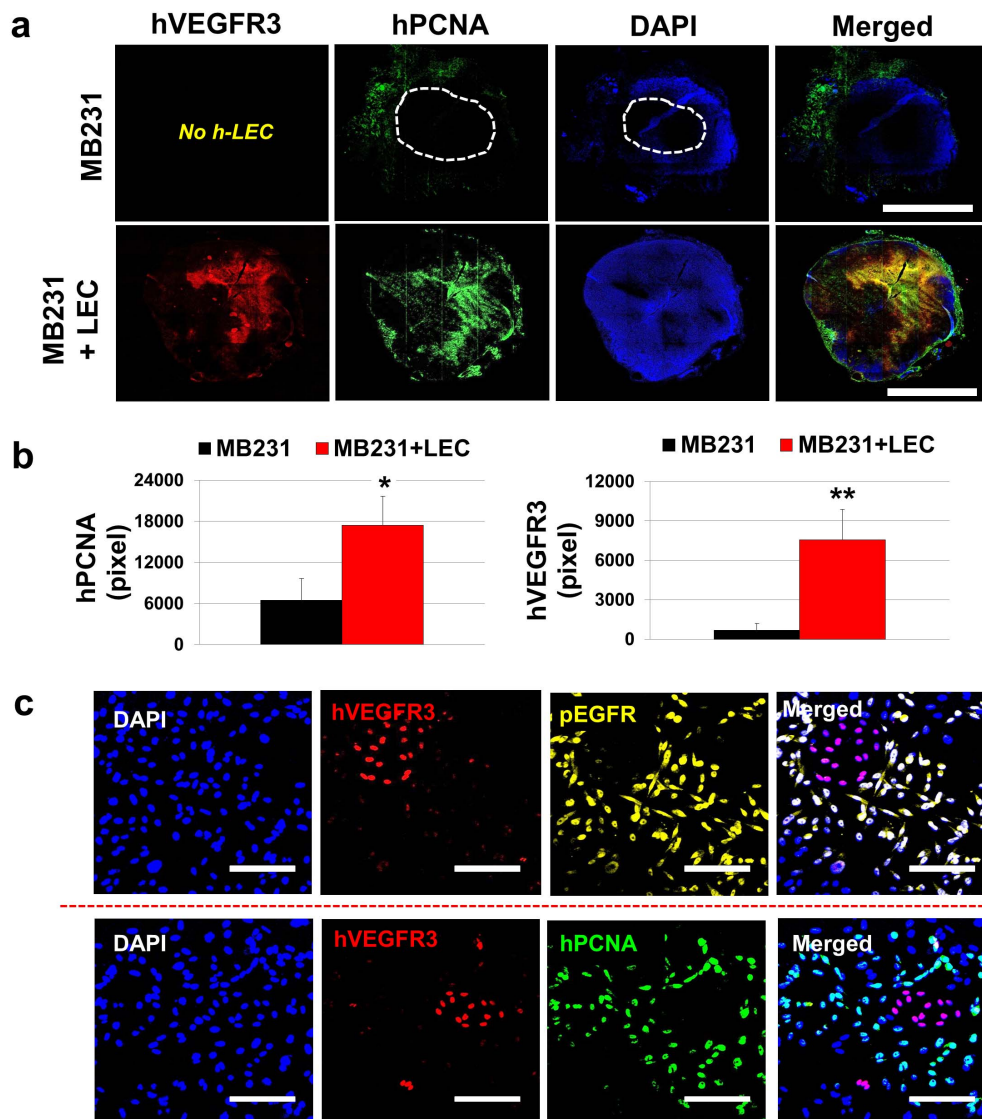 a
hVEGFR3 hPCNA DAPI Merged
MB231
No h-LEC
MB231
+ LEC
b
MB231 MB231+LEC
hPCNA
(pixel)
24000
18000
12000
6000
0
*
MB231 MB231+LEC
hVEGFR3
(pixel)
12000
9000
6000
3000
0
**
c
DAPI hVEGFR3 pEGFR Merged
DAPI hVEGFR3 hPCNA Merged